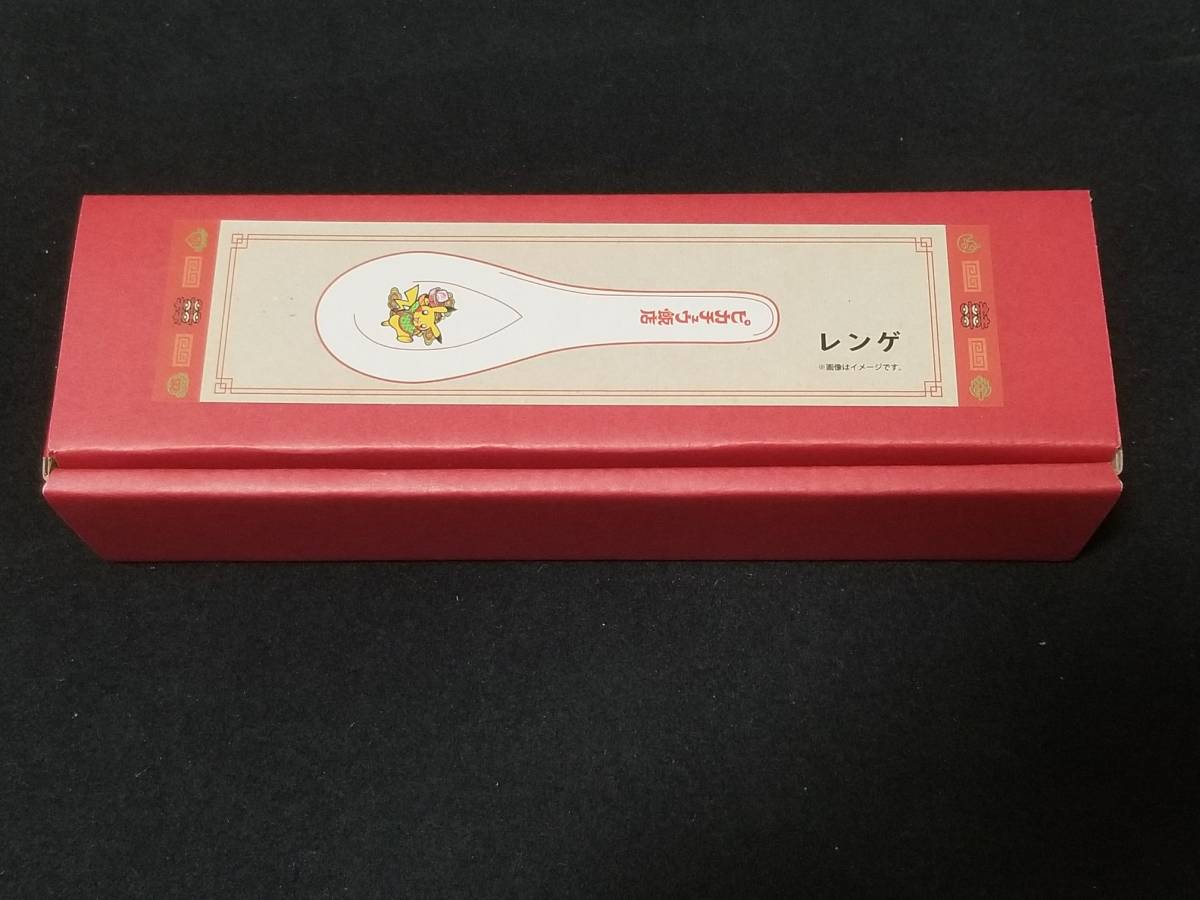 ピカチュウ飯店
レンゲ
※画像はイメージです。